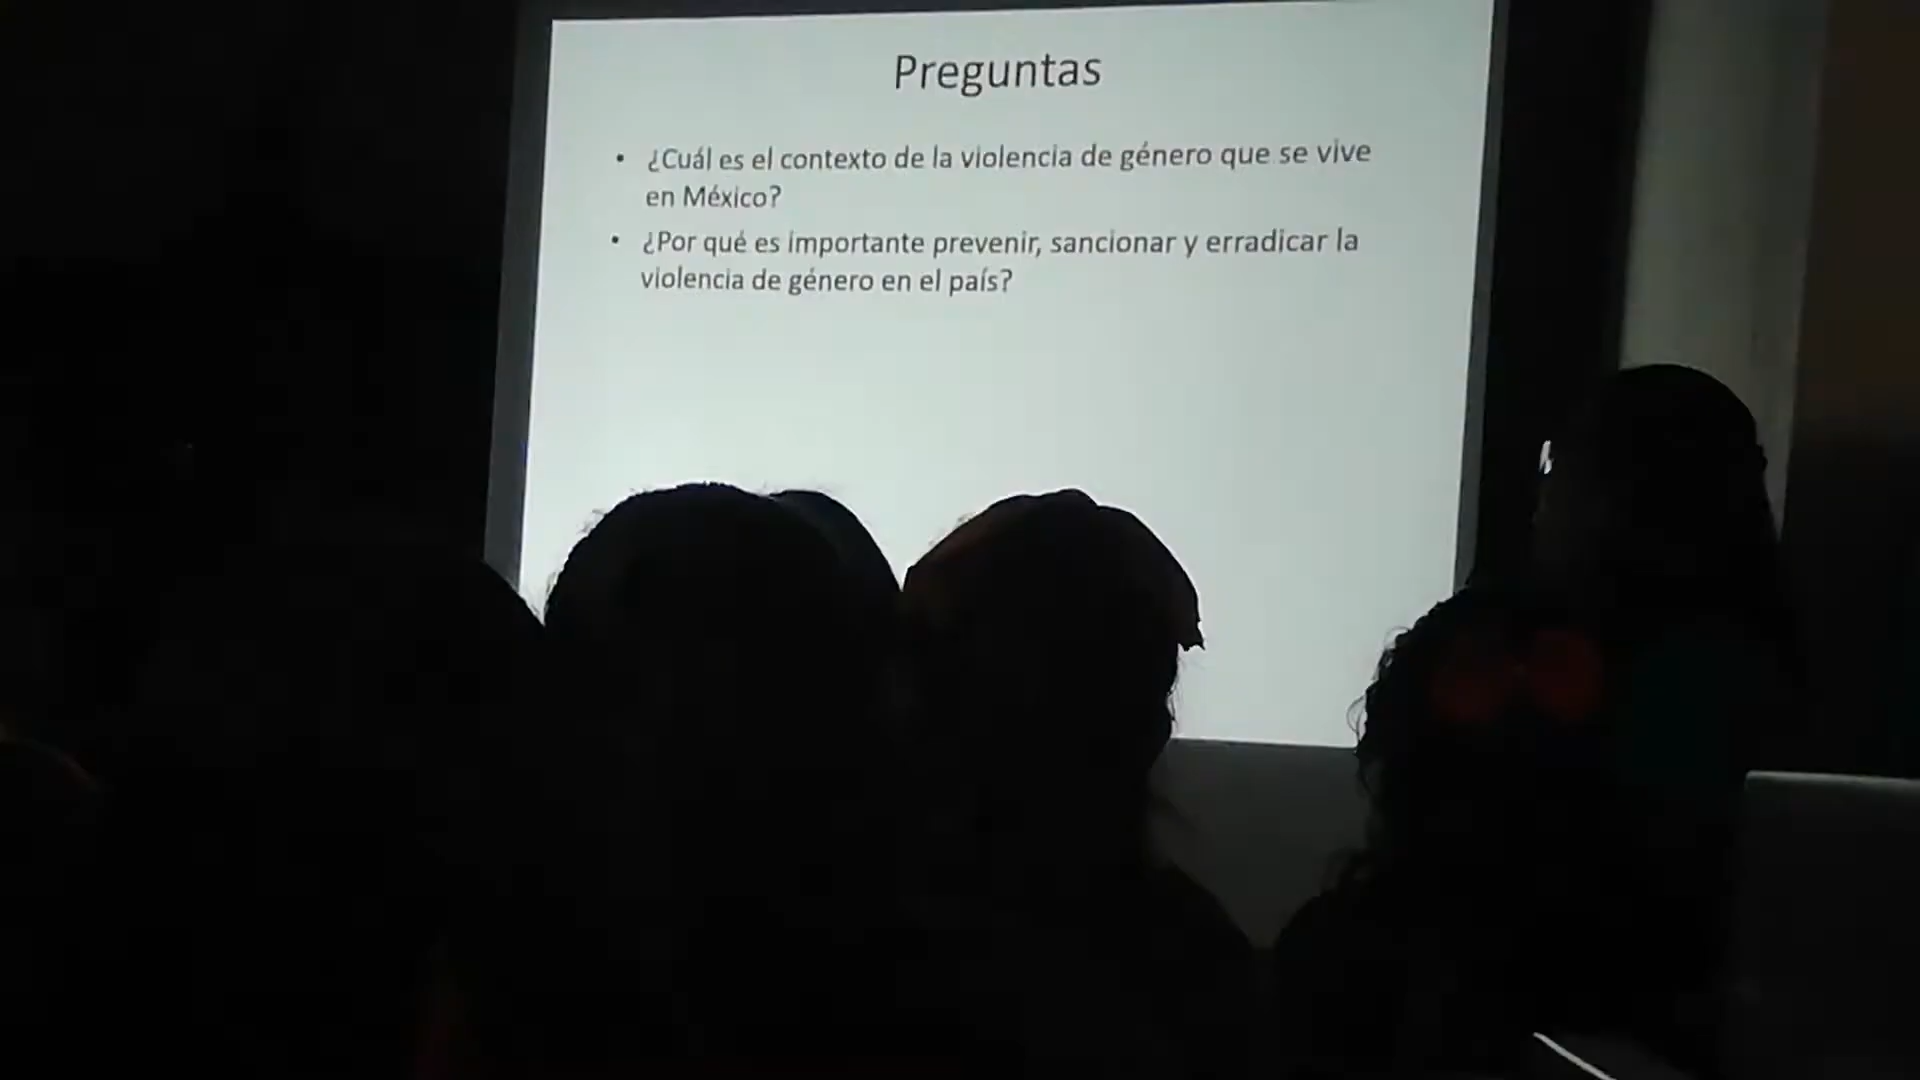 Preguntas
• ¿Cuál es el contexto de la violencia de género que se vive
en México?
• ¿Por qué es importante prevenir, sancionar y erradicar la
violencia de género en el país?